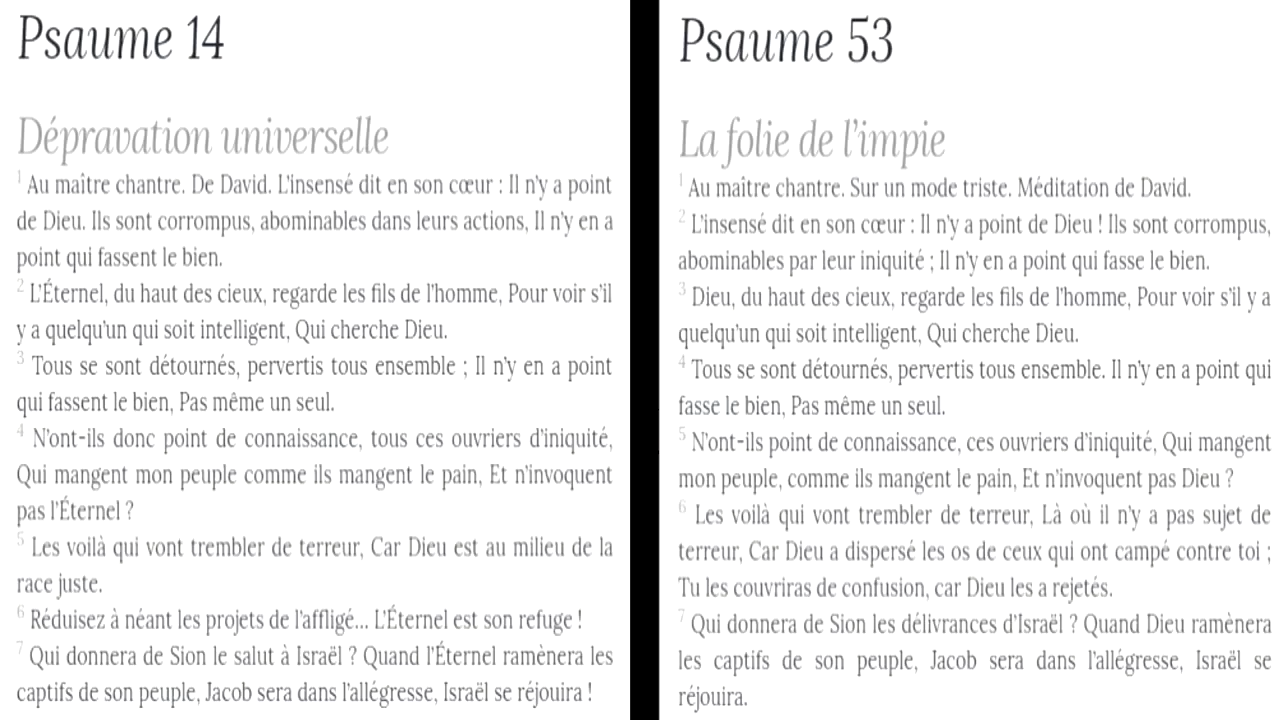 Psaume 14
Dépravation universelle
1 Au maître chantre. De David. L'insensé dit en son cœur : Il n'y a point
de Dieu. Ils sont corrompus, abominables dans leurs actions, Il n'y en a
point qui fassent le bien.
2 L'Éternel, du haut des cieux, regarde les fils de l'homme, Pour voir s'il
y a quelqu'un qui soit intelligent, Qui cherche Dieu.
3 Tous se sont détournés, pervertis tous ensemble ; Il n'y en a point
qui fassent le bien, Pas même un seul.
4 N'ont-ils donc point de connaissance, tous ces ouvriers d'iniquité,
Qui mangent mon peuple comme ils mangent le pain, Et n'invoquent
pas l'Éternel ?
5 Les voilà qui vont trembler de terreur, Car Dieu est au milieu de la
race juste.
6 Réduisez à néant les projets de l'affligé... L'Éternel est son refuge !
7 Qui donnera de Sion le salut à Israël ? Quand l'Éternel ramènera les
captifs de son peuple, Jacob sera dans l'allégresse, Israël se réjouira !
Psaume 53
La folie de l'impie
1 Au maître chantre. Sur un mode triste. Méditation de David.
2 L'insensé dit en son cœur : Il n'y a point de Dieu ! Ils sont corrompus,
abominables par leur iniquité ; Il n'y en a point qui fasse le bien.
3 Dieu, du haut des cieux, regarde les fils de l'homme, Pour voir s'il y a
quelqu'un qui soit intelligent, Qui cherche Dieu.
4 Tous se sont détournés, pervertis tous ensemble. Il n'y en a point qui
fasse le bien, Pas même un seul.
5 N'ont-ils point de connaissance, ces ouvriers d'iniquité, Qui mangent
mon peuple, comme ils mangent le pain, Et n'invoquent pas Dieu ?
6 Les voilà qui vont trembler de terreur, Là où il n'y a pas sujet de
terreur, Car Dieu a dispersé les os de ceux qui ont campé contre toi ;
Tu les couvriras de confusion, car Dieu les a rejetés.
7 Qui donnera de Sion les délivrances d'Israël ? Quand Dieu ramènera
les captifs de son peuple, Jacob sera dans l'allégresse, Israël se
réjouira.